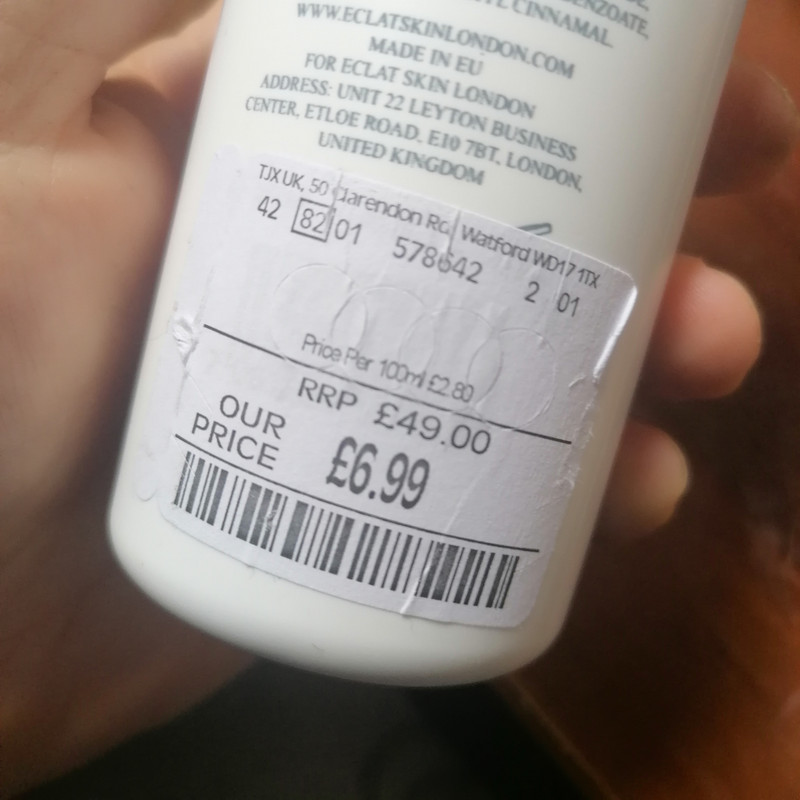 BENZOATE,
CINNAMAL
WWW.ECLATSKINLONDON.COM
MADE IN EU
FOR ECLAT SKIN LONDON
ADDRESS: UNIT 22 LEYTON BUSINESS
CENTER, ETLOE ROAD, E10 7BT, LONDON,
UNITED KINGDOM
TJX UK, 50 Clarendon Rd, Watford WD17 1TX
42 82 01 578642 2 01
Price Per 100ml £2.80
RRP £49.00
OUR
PRICE £6.99